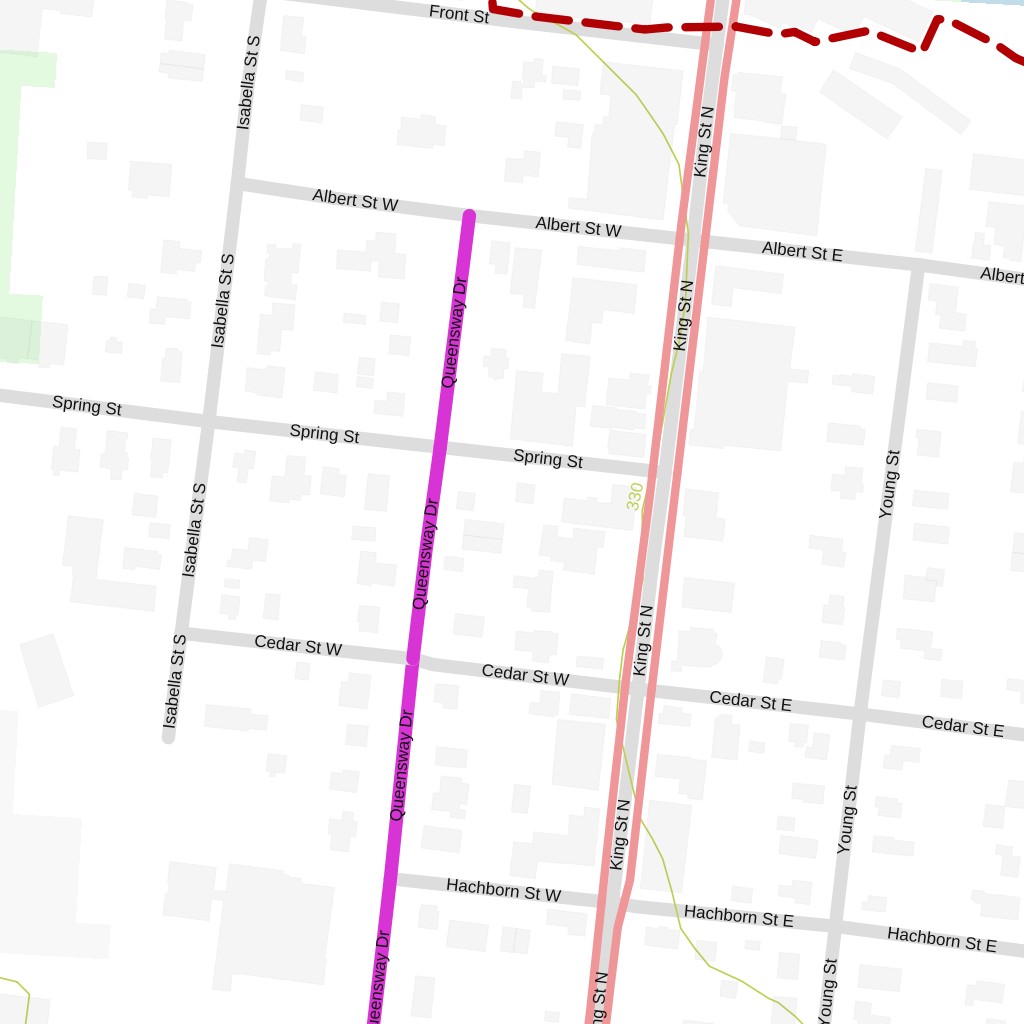 Front St
Isabella St S
King St N
Albert St W
Albert St W
Albert St E
Albert
Isabella St S
Queensway Dr
King St N
Spring St
Spring St
Spring St
Young St
330
Isabella St S
Queensway Dr
King St N
Cedar St W
Isabella St S
Cedar St W
Cedar St E
Cedar St E
Queensway Dr
King St N
Young St
Hachborn St W
Hachborn St E
Hachborn St E
ueensway Dr
ng St N
Young St